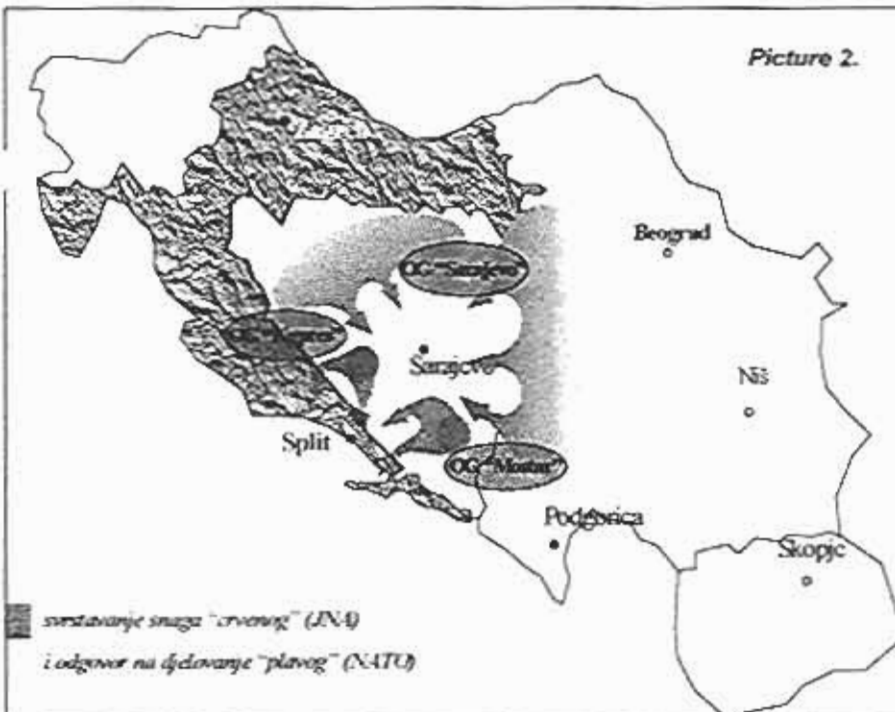 Picture 2.
Beograd
OG "Sarajevo"
OG
Sarajevo
Niš
Split
OG "Mostar"
Podgorica
Skopje
svrstavanje snaga "crvenog" (JNA)
i odgovor na djelovanje "plavog" (NATO)